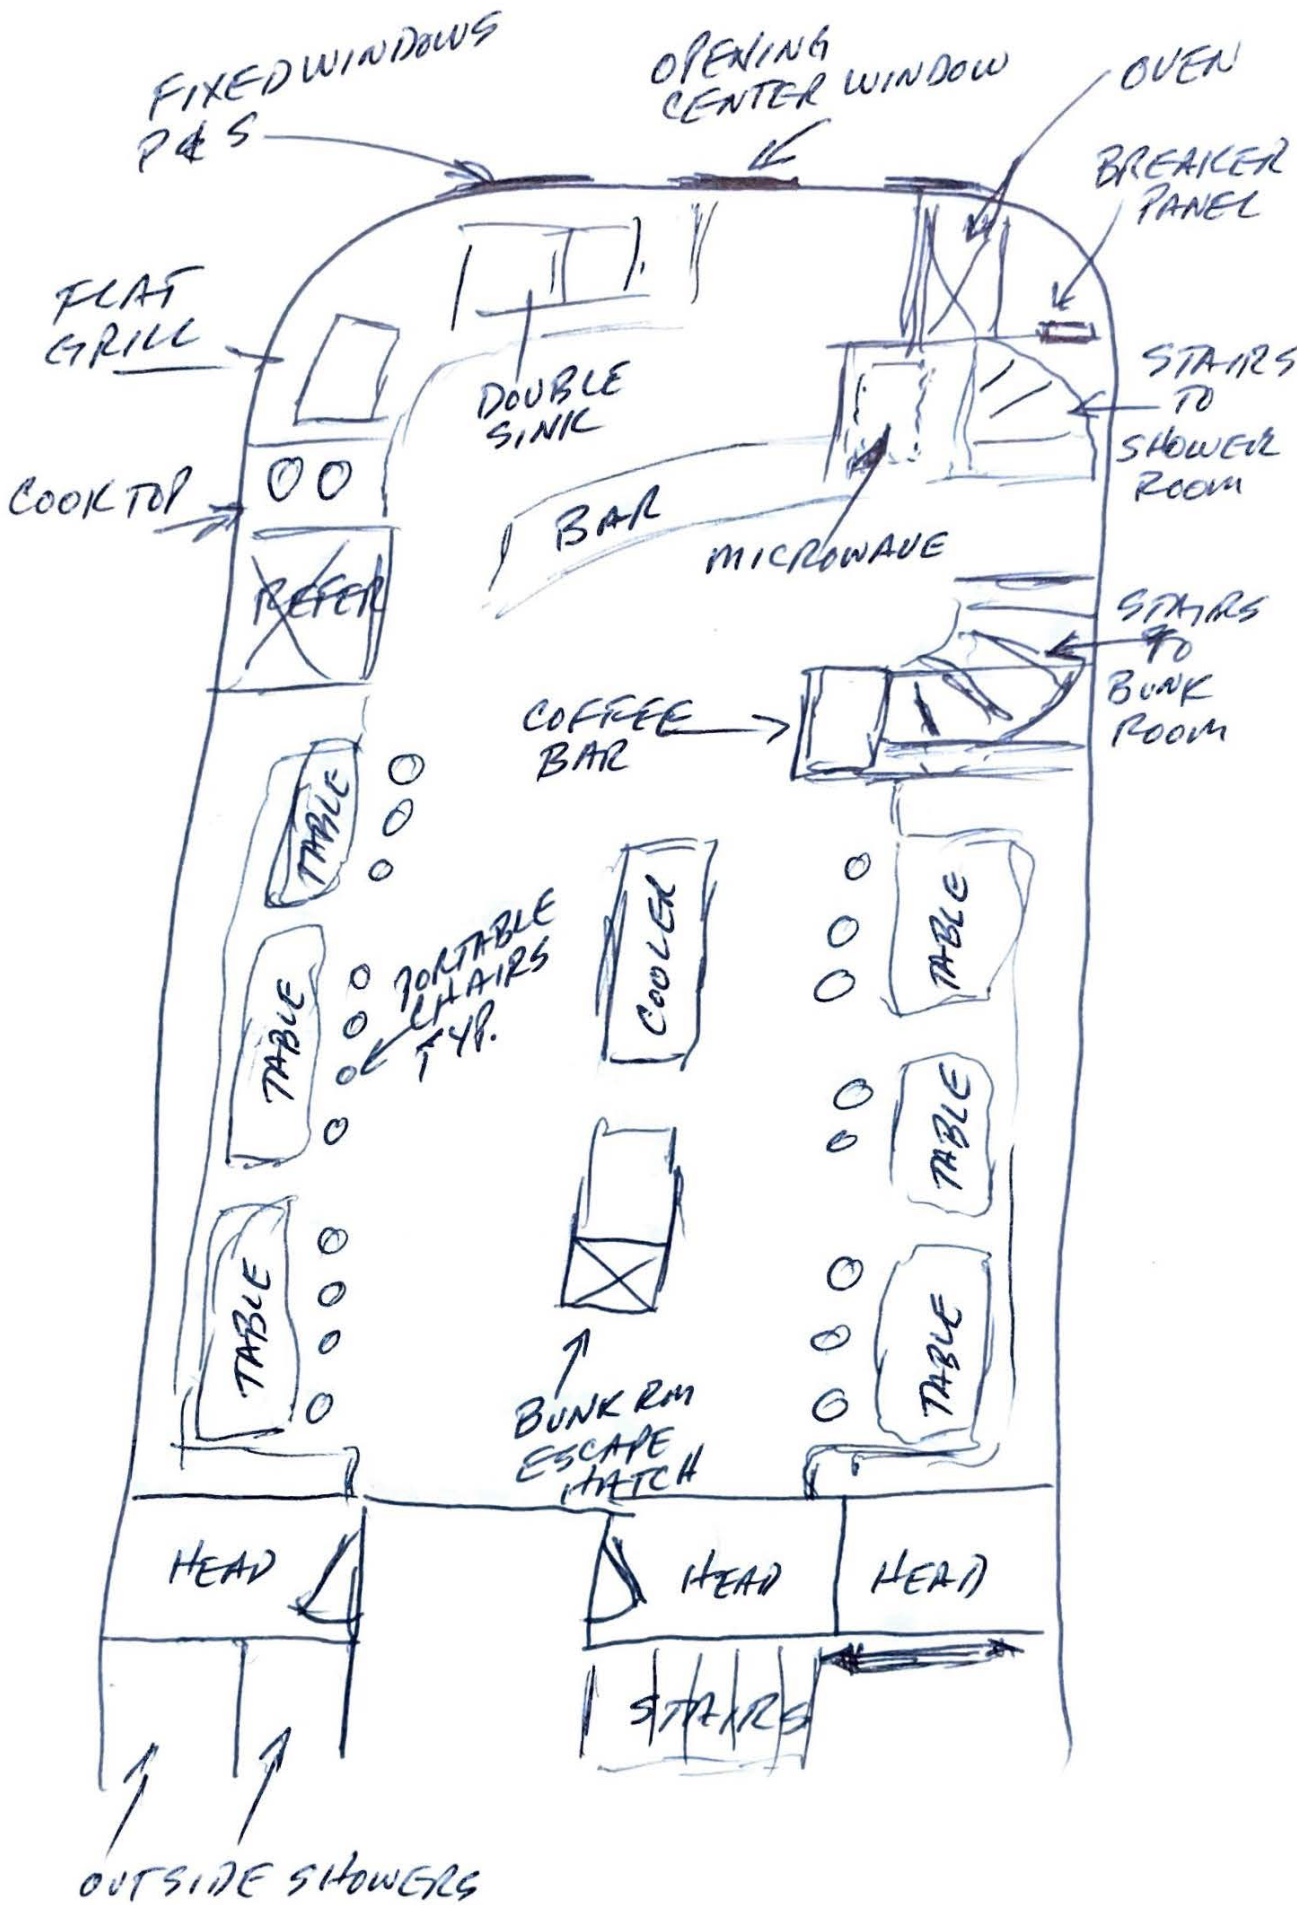 FIXED WINDOWS
P & S
OPENING
CENTER WINDOW
OVEN
BREAKER
PANEL
FLAT
GRILL
DOUBLE
SINK
STAIRS
TO
SHOWER
ROOM
COOKTOP
BAR
MICROWAVE
REFER
STAIRS
TO
BUNK
ROOM
COFFEE
BAR
TABLE
TABLE
COOLER
PORTABLE
CHAIRS
TYP.
TABLE
TABLE
TABLE
TABLE
BUNK RM
ESCAPE
HATCH
HEAD
HEAD
HEAD
STAIRS
OUTSIDE SHOWERS